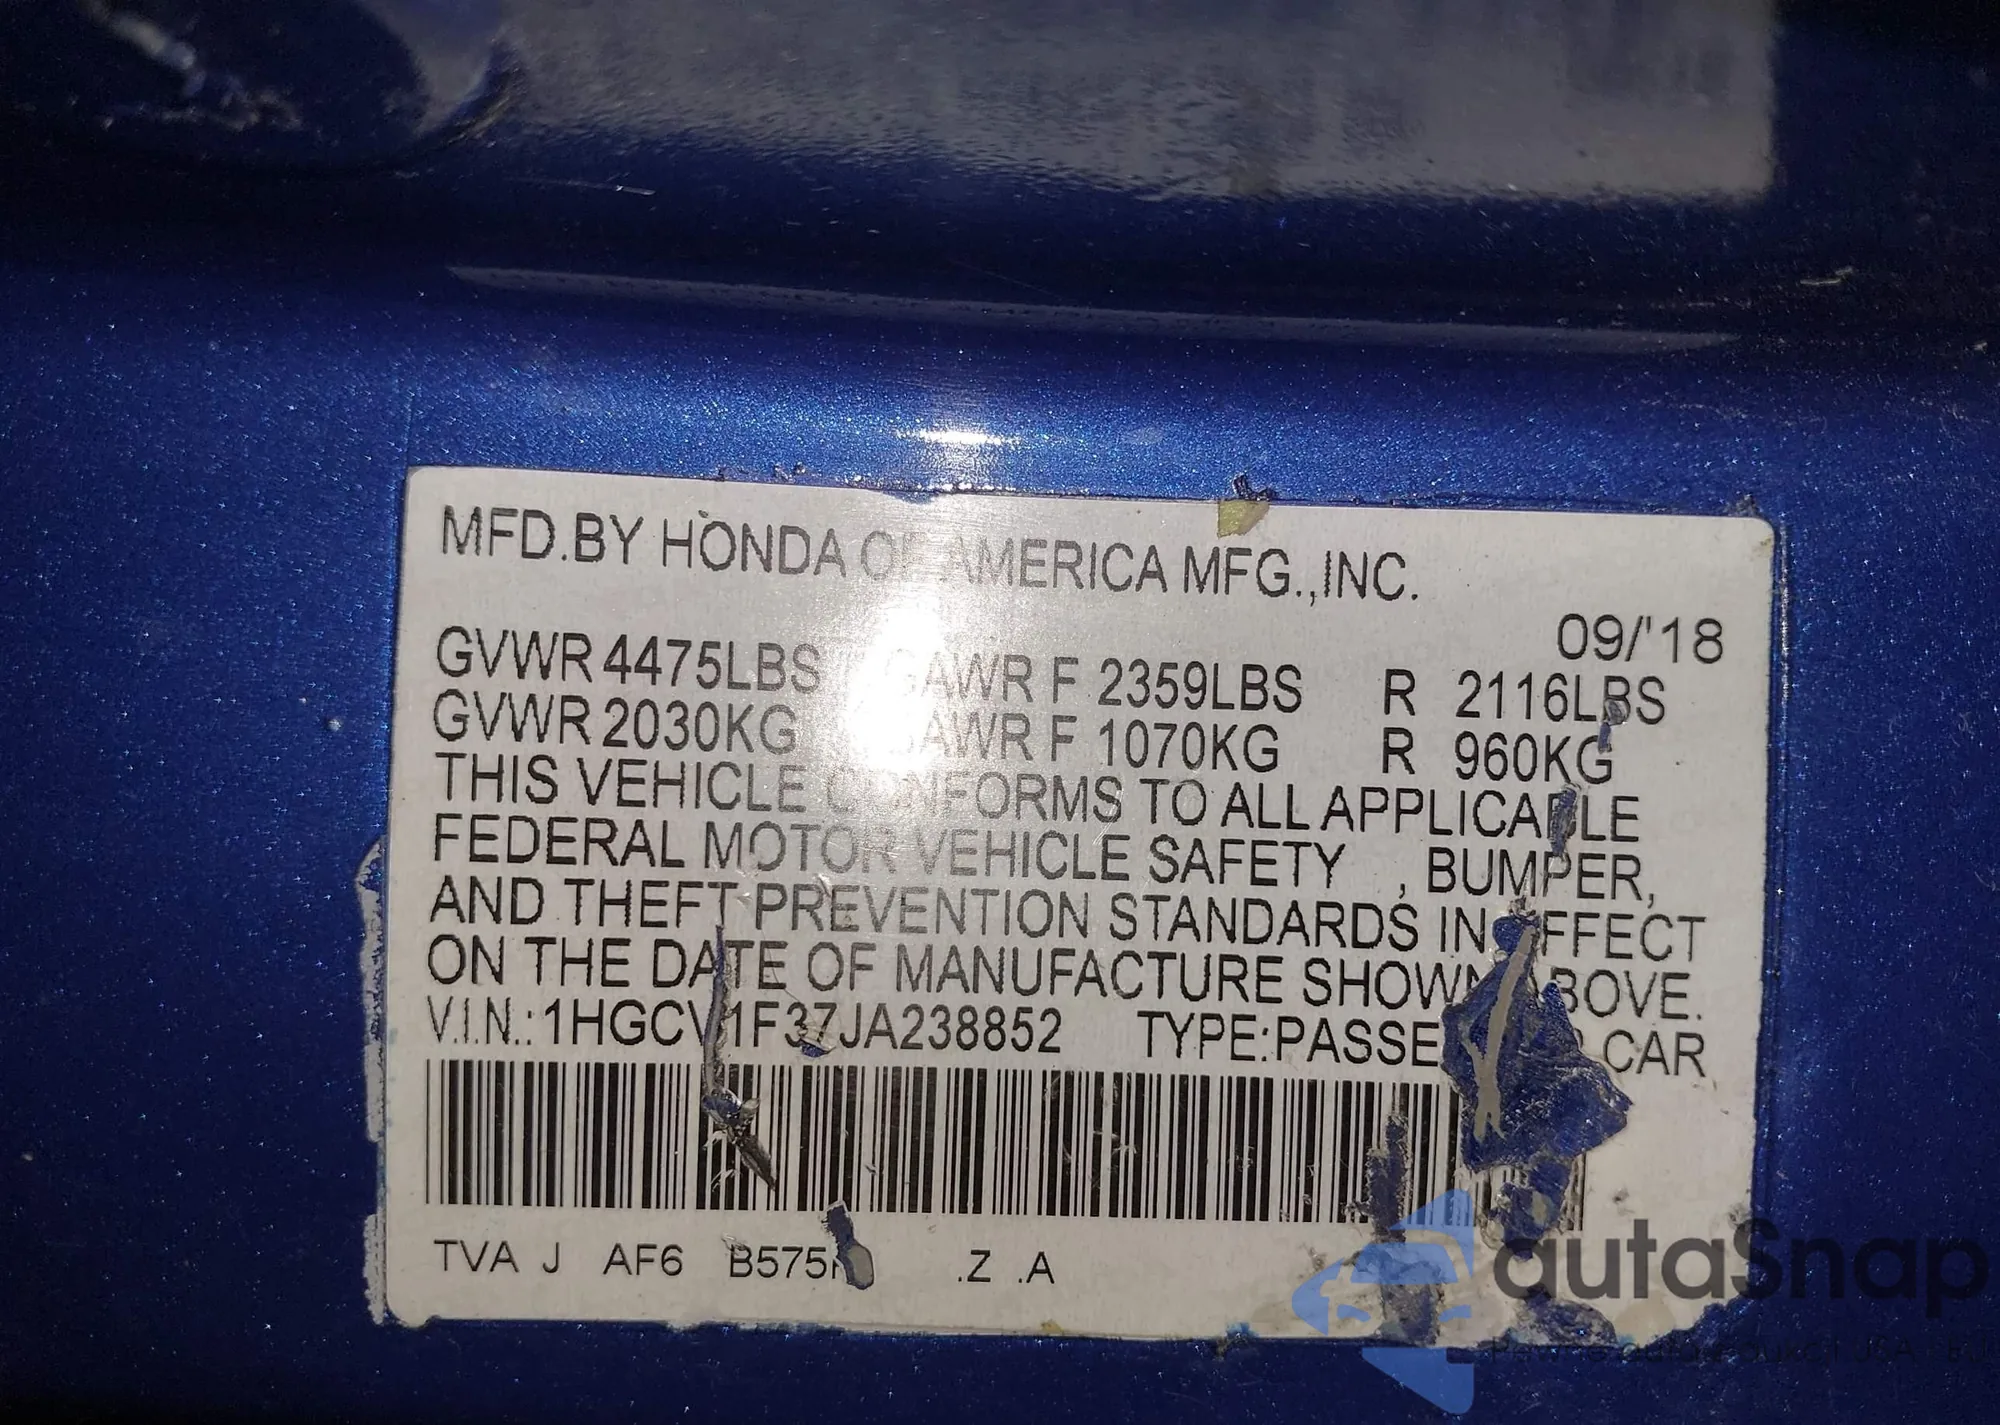 MFD.BY HONDA OF AMERICA MFG.,INC.
09/'18
GVWR 4475LBS GAWR F 2359LBS R 2116LBS
GVWR 2030KG GAWR F 1070KG R 960KG
THIS VEHICLE CONFORMS TO ALL APPLICABLE
FEDERAL MOTOR VEHICLE SAFETY , BUMPER,
AND THEFT PREVENTION STANDARDS IN EFFECT
ON THE DATE OF MANUFACTURE SHOWN ABOVE.
V.I.N.: 1HGCV1F37JA238852 TYPE: CAR
TVA J AF6 .Z .A
autaSnap